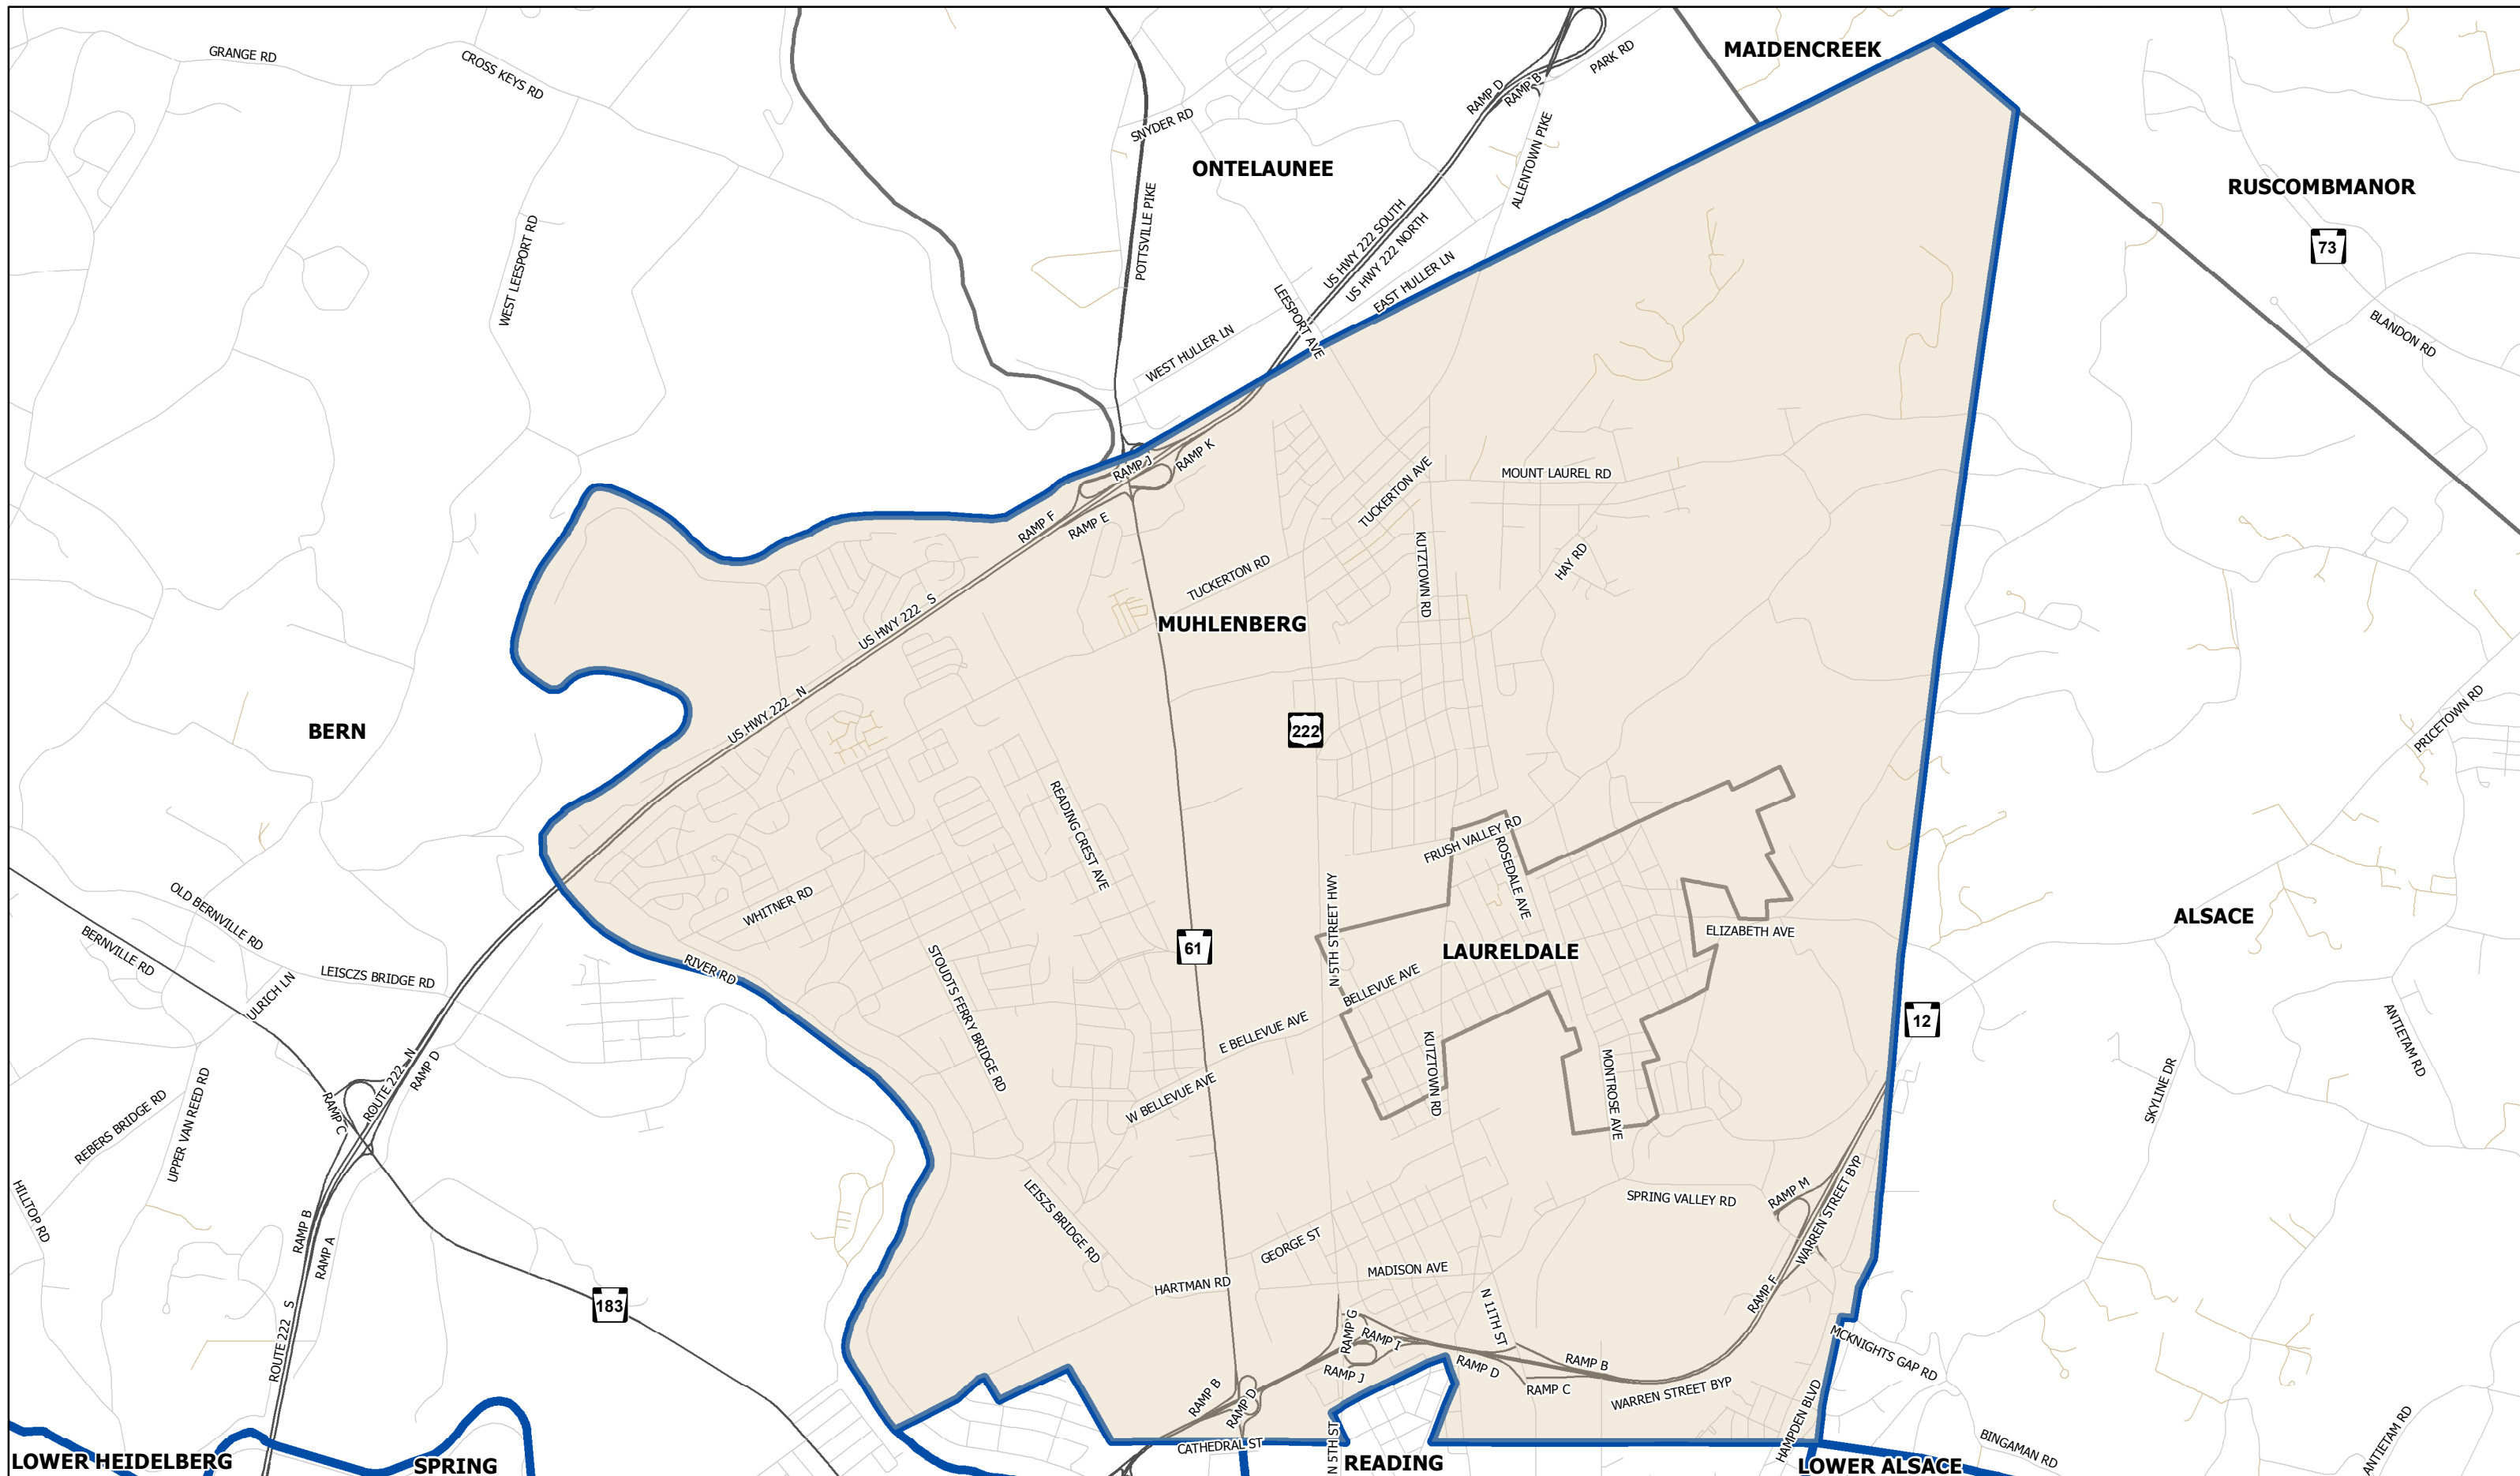 GRANGE RD
CROSS KEYS RD
SNYDER RD
RAMP D
RAMP B
PARK RD
MAIDENCREEK
ONTELAUNEE
ALLENTOWN PIKE
RUSCOMBMANOR
73
POTTSVILLE PIKE
WEST LEESPORT RD
US HWY 222 SOUTH
US HWY 222 NORTH
EAST HULLER LN
LEESPORT AVE
WEST HULLER LN
BLANDON RD
RAMP J
RAMP K
RAMP F
RAMP E
TUCKERTON AVE
MOUNT LAUREL RD
KUTZTOWN RD
HAY RD
TUCKERTON RD
US HWY 222 S
MUHLENBERG
US HWY 222 N
222
BERN
PRICETOWN RD
READING CREST AVE
FRUSH VALLEY RD
ROSEDALE AVE
WHITNER RD
OLD BERNVILLE RD
BERNVILLE RD
LEISCZS BRIDGE RD
ULRICH LN
RIVER RD
STOUDTS FERRY BRIDGE RD
61
N 5TH STREET HWY
LAURELDALE
ELIZABETH AVE
ALSACE
BELLEVUE AVE
E BELLEVUE AVE
W BELLEVUE AVE
12
KUTZTOWN RD
MONTROSE AVE
ANTIETAM RD
SKYLINE DR
ROUTE 222 N
RAMP D
RAMP C
REBERS BRIDGE RD
UPPER VAN REED RD
HILLTOP RD
RAMP B
RAMP A
LEISZS BRIDGE RD
GEORGE ST
SPRING VALLEY RD
RAMP M
WARREN STREET BYP
RAMP F
HARTMAN RD
MADISON AVE
N 11TH ST
183
ROUTE 222 S
RAMP G
RAMP I
RAMP J
RAMP D
RAMP B
RAMP C
WARREN STREET BYP
MCKNIGHTS GAP RD
HAMPDEN BLVD
RAMP B
RAMP D
CATHEDRAL ST
N 5TH ST
READING
LOWER HEIDELBERG
SPRING
LOWER ALSACE
BINGAMAN RD
ANTIETAM RD